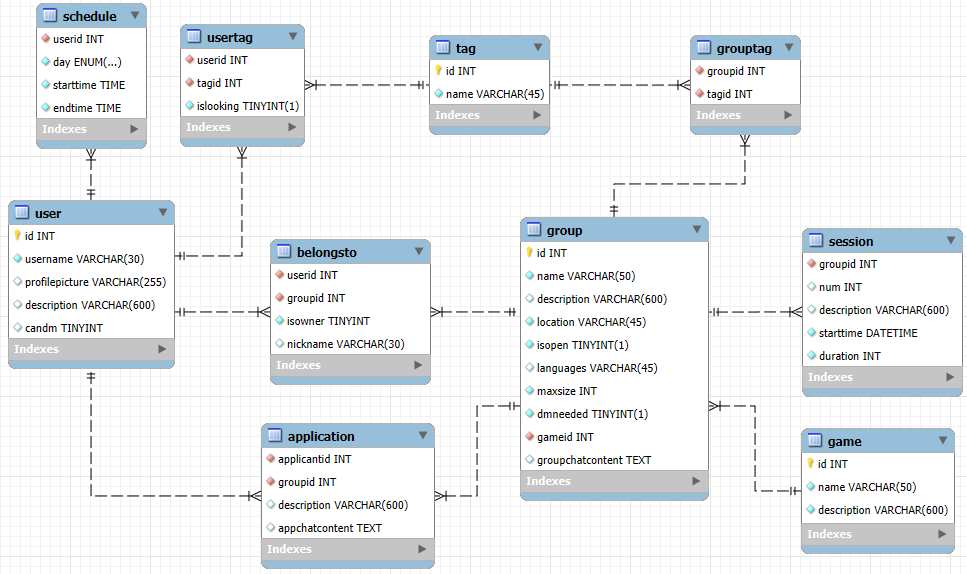 schedule
userid INT
day ENUM(...)
starttime TIME
endtime TIME
Indexes
usertag
userid INT
tagid INT
islooking TINYINT(1)
Indexes
tag
id INT
name VARCHAR(45)
Indexes
grouptag
groupid INT
tagid INT
Indexes
user
id INT
username VARCHAR(30)
profilepicture VARCHAR(255)
description VARCHAR(600)
candm TINYINT
Indexes
belongsto
userid INT
groupid INT
isowner TINYINT
nickname VARCHAR(30)
Indexes
group
id INT
name VARCHAR(50)
description VARCHAR(600)
location VARCHAR(45)
isopen TINYINT(1)
languages VARCHAR(45)
maxsize INT
dmneeded TINYINT(1)
gameid INT
groupchatcontent TEXT
Indexes
session
groupid INT
num INT
description VARCHAR(600)
starttime DATETIME
duration INT
Indexes
application
applicantid INT
groupid INT
description VARCHAR(600)
appchatcontent TEXT
Indexes
game
id INT
name VARCHAR(50)
description VARCHAR(600)
Indexes